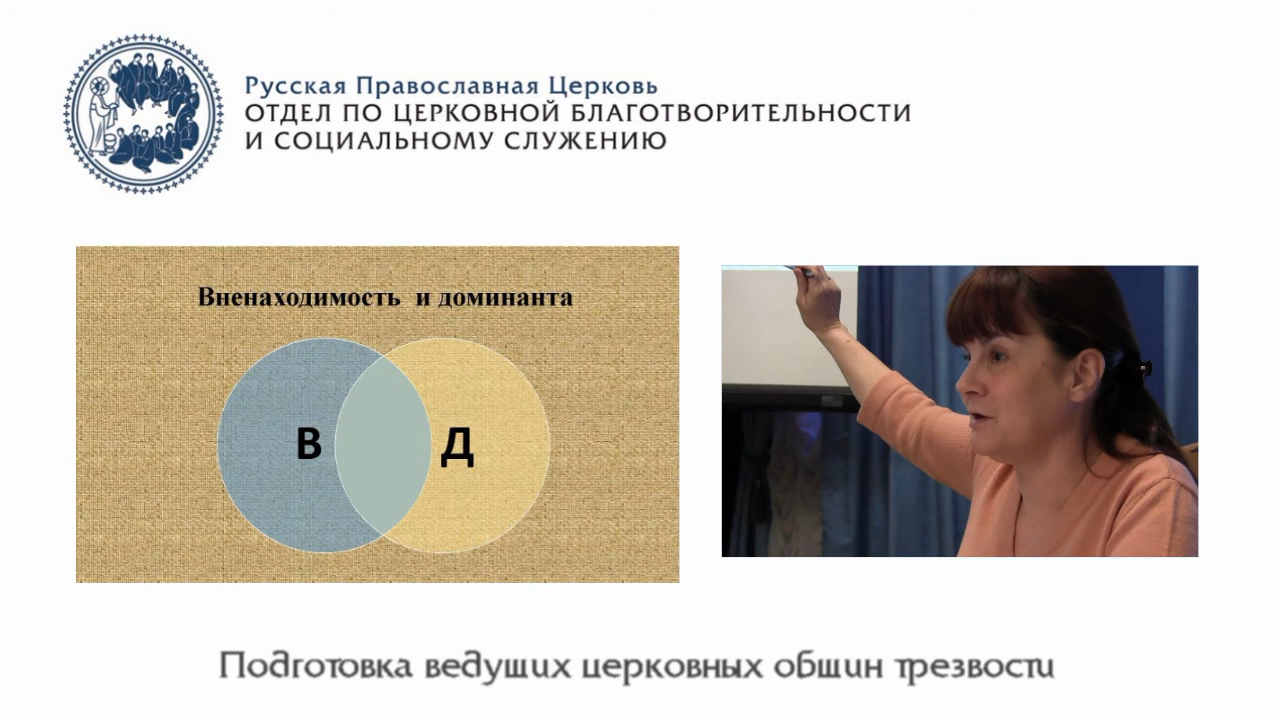 Русская Православная Церковь
ОТДЕЛ ПО ЦЕРКОВНОЙ БЛАГОТВОРИТЕЛЬНОСТИ
И СОЦИАЛЬНОМУ СЛУЖЕНИЮ
Вненаходимость и доминанта
В Д
Подготовка ведущих церковных общин трезвости